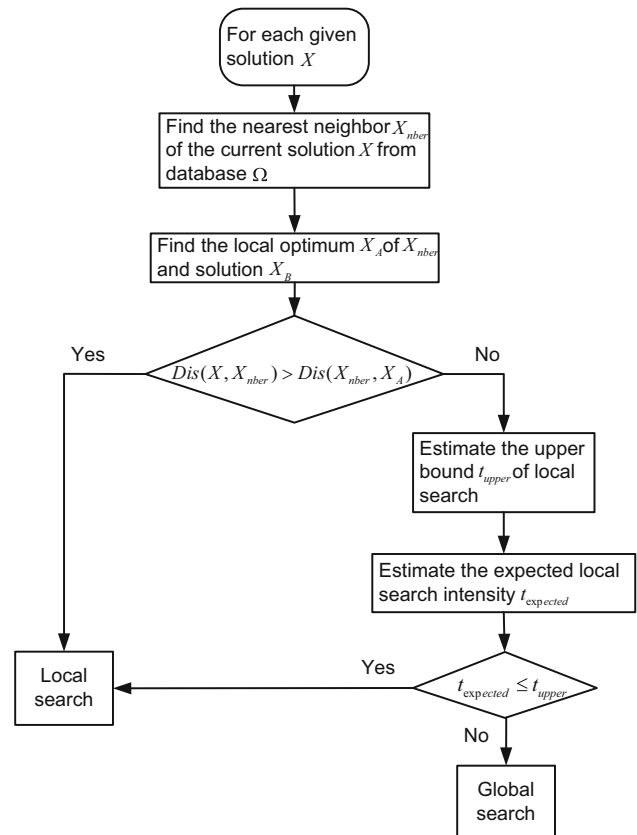 For each given
solution X
Find the nearest neighbor X_nber
of the current solution X from
database Ω
Find the local optimum X_A of X_nber
and solution X_B
Yes
Dis(X, X_nber) > Dis(X_nber, X_A)
No
Estimate the upper
bound t_upper of local
search
Estimate the expected local
search intensity t_expected
Local
search
Yes
t_expected ≤ t_upper
No
Global
search